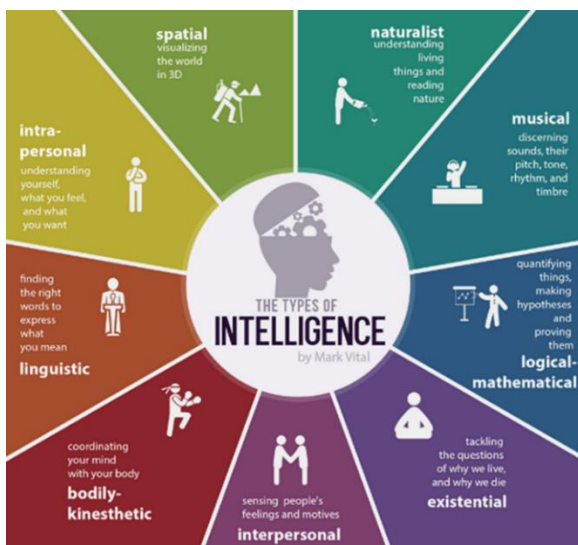 spatial
visualizing
the world
in 3D
naturalist
understanding
living
things and
reading
nature
musical
discerning
sounds, their
pitch, tone,
rhythm, and
timbre
quantifying
things,
making
hypotheses
and
proving
them
logical-
mathematical
tackling
the questions
of why we live,
and why we die
existential
sensing people's
feelings and motives
interpersonal
coordinating
your mind
with your body
bodily-
kinesthetic
finding
the right
words to
express
what
you mean
linguistic
intra-
personal
understanding
yourself,
what you feel,
and what
you want
THE TYPES OF
INTELLIGENCE
by Mark Vital